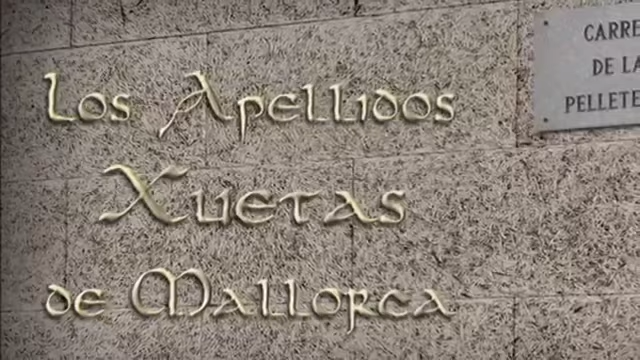 Los Apellidos
Xuetas
de Mallorca
CARRE
DE LA
PELLETE